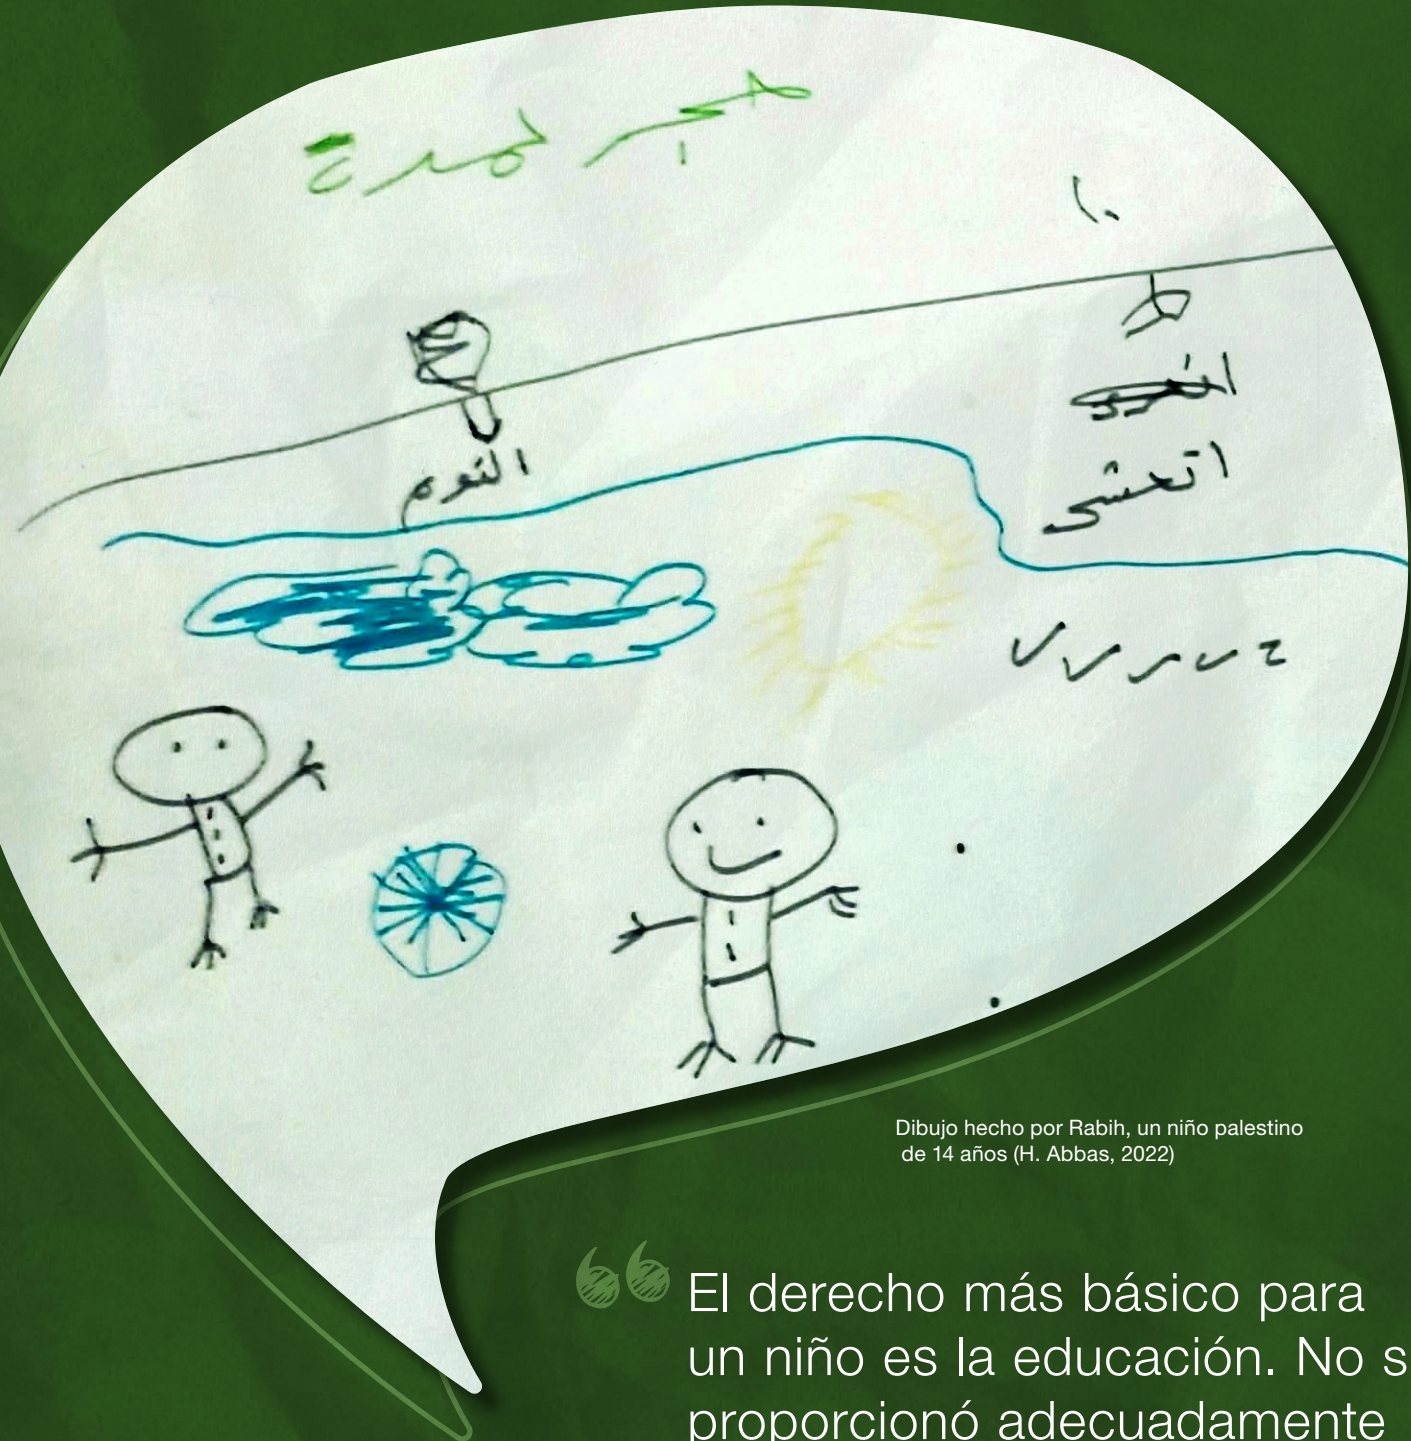 ١٠
النوم
اتعشى
Dibujo hecho por Rabih, un niño palestino
de 14 años (H. Abbas, 2022)
“ El derecho más básico para
un niño es la educación. No s
proporcionó adecuadamente